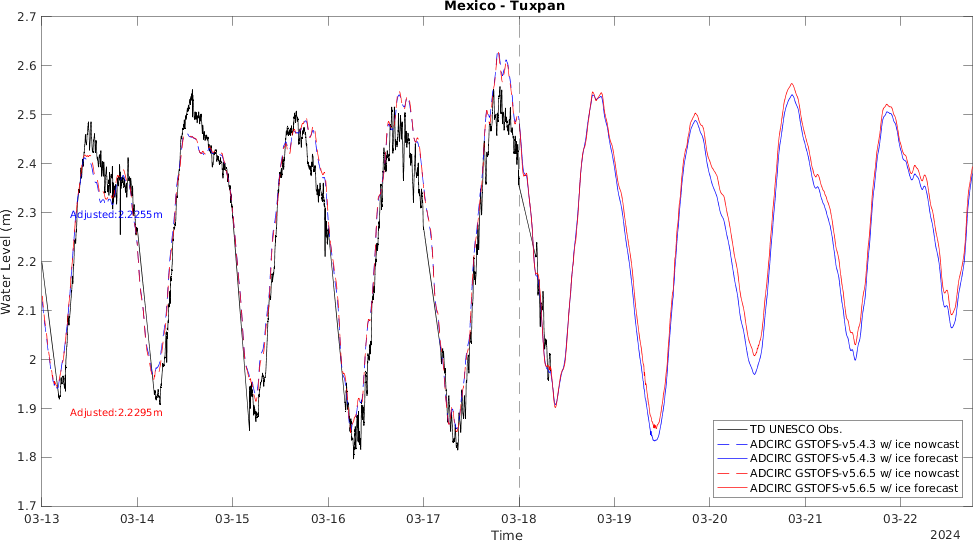 Mexico - Tuxpan
2.7
2.6
2.5
2.4
2.3
2.2
2.1
2
1.9
1.8
1.7
Water Level (m)
Adjusted:2.2255m
Adjusted:2.2295m
TD UNESCO Obs.
ADCIRC GSTOFS-v5.4.3 w/ ice nowcast
ADCIRC GSTOFS-v5.4.3 w/ ice forecast
ADCIRC GSTOFS-v5.6.5 w/ ice nowcast
ADCIRC GSTOFS-v5.6.5 w/ ice forecast
03-13 03-14 03-15 03-16 03-17 03-18 03-19 03-20 03-21 03-22
Time
2024